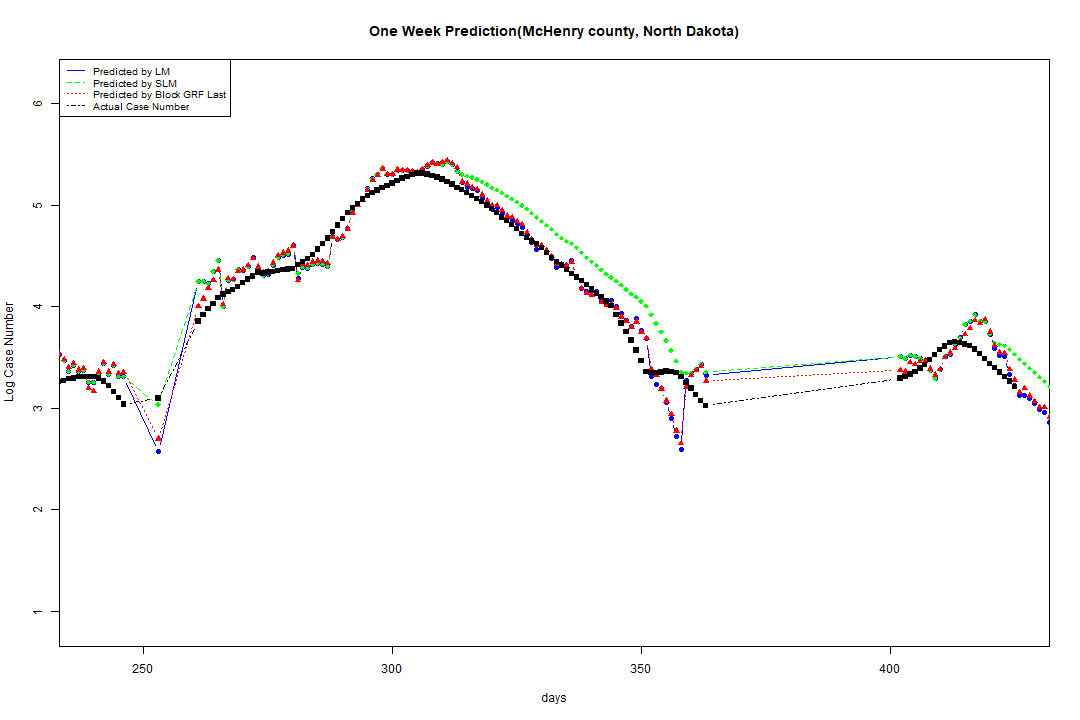 One Week Prediction(McHenry county, North Dakota)
Predicted by LM
Predicted by SLM
Predicted by Block GRF Last
Actual Case Number
Log Case Number
6
5
4
3
2
1
250 300 350 400
days